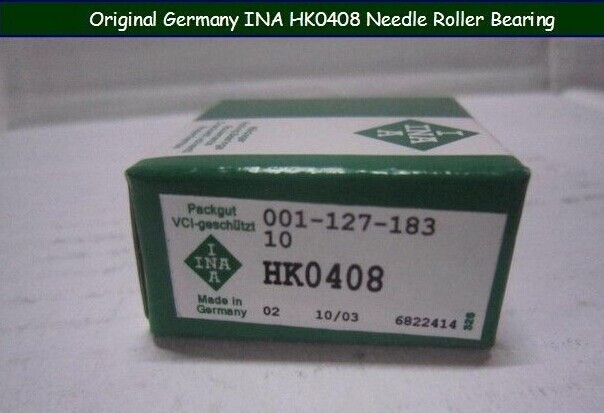 Original Germany INA HK0408 Needle Roller Bearing
I
INA
A
Packgut
VCI-geschützt
001-127-183
10
I
INA
A
HK0408
Made in
Germany
02 10/03 6822414